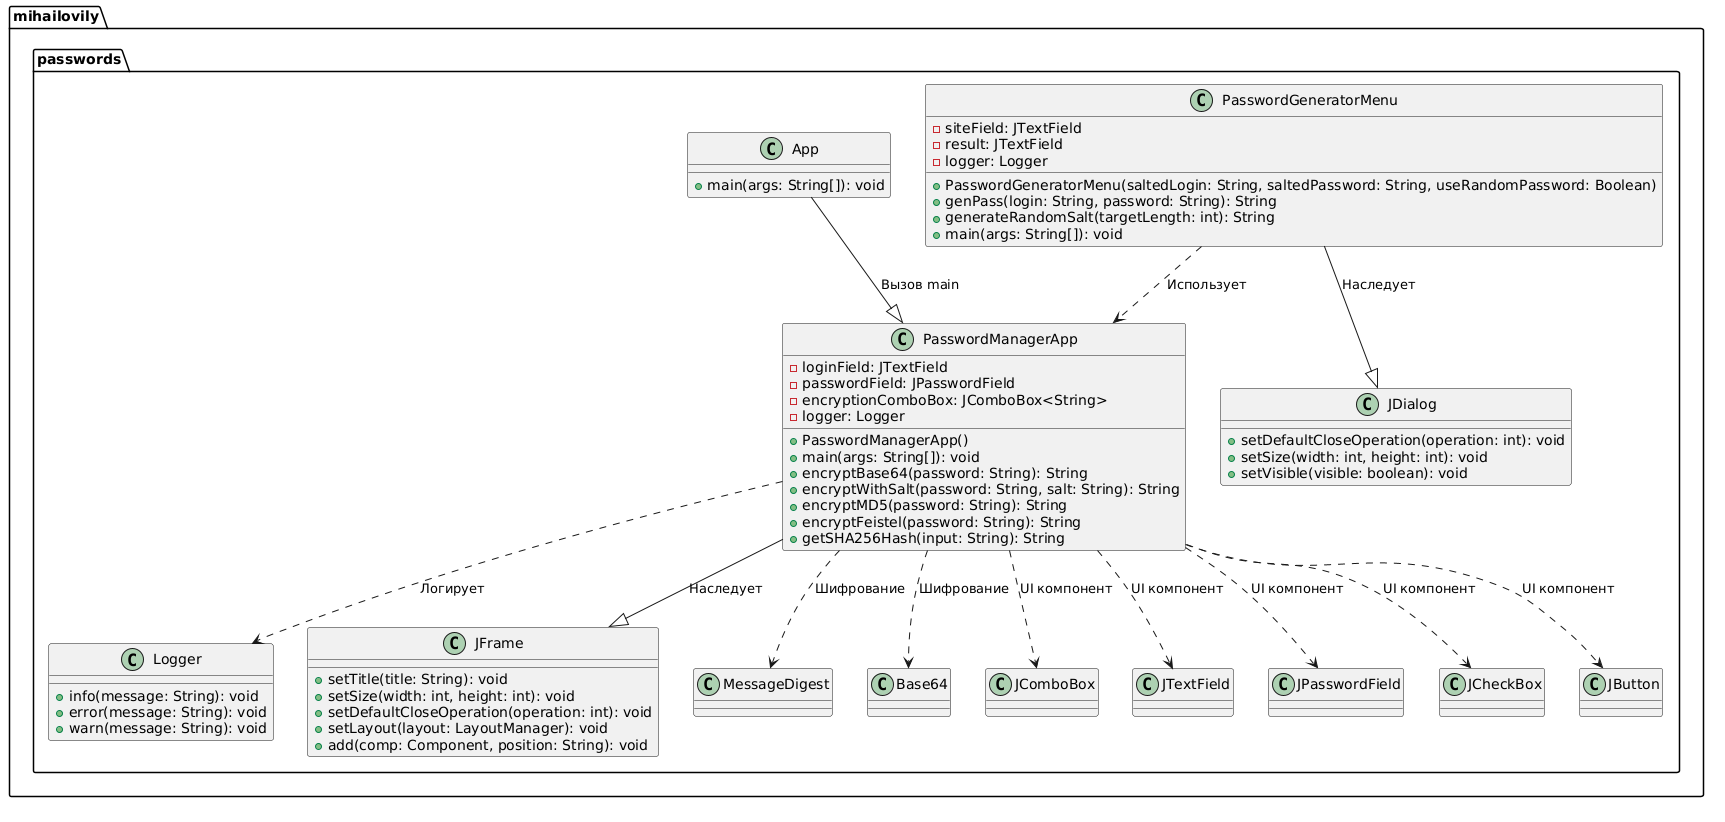 mihailovily
passwords
C PasswordGeneratorMenu
siteField: JTextField
result: JTextField
logger: Logger
PasswordGeneratorMenu(saltedLogin: String, saltedPassword: String, useRandomPassword: Boolean)
genPass(login: String, password: String): String
generateRandomSalt(targetLength: int): String
main(args: String[]): void
C App
main(args: String[]): void
Вызов main
Использует
Наследует
C PasswordManagerApp
loginField: JTextField
passwordField: JPasswordField
encryptionComboBox: JComboBox<String>
logger: Logger
PasswordManagerApp()
main(args: String[]): void
encryptBase64(password: String): String
encryptWithSalt(password: String, salt: String): String
encryptMD5(password: String): String
encryptFeistel(password: String): String
getSHA256Hash(input: String): String
C JDialog
setDefaultCloseOperation(operation: int): void
setSize(width: int, height: int): void
setVisible(visible: boolean): void
Логирует
Наследует
Шифрование
Шифрование
UI компонент
UI компонент
UI компонент
UI компонент
UI компонент
C Logger
info(message: String): void
error(message: String): void
warn(message: String): void
C JFrame
setTitle(title: String): void
setSize(width: int, height: int): void
setDefaultCloseOperation(operation: int): void
setLayout(layout: LayoutManager): void
add(comp: Component, position: String): void
C MessageDigest
C Base64
C JComboBox
C JTextField
C JPasswordField
C JCheckBox
C JButton